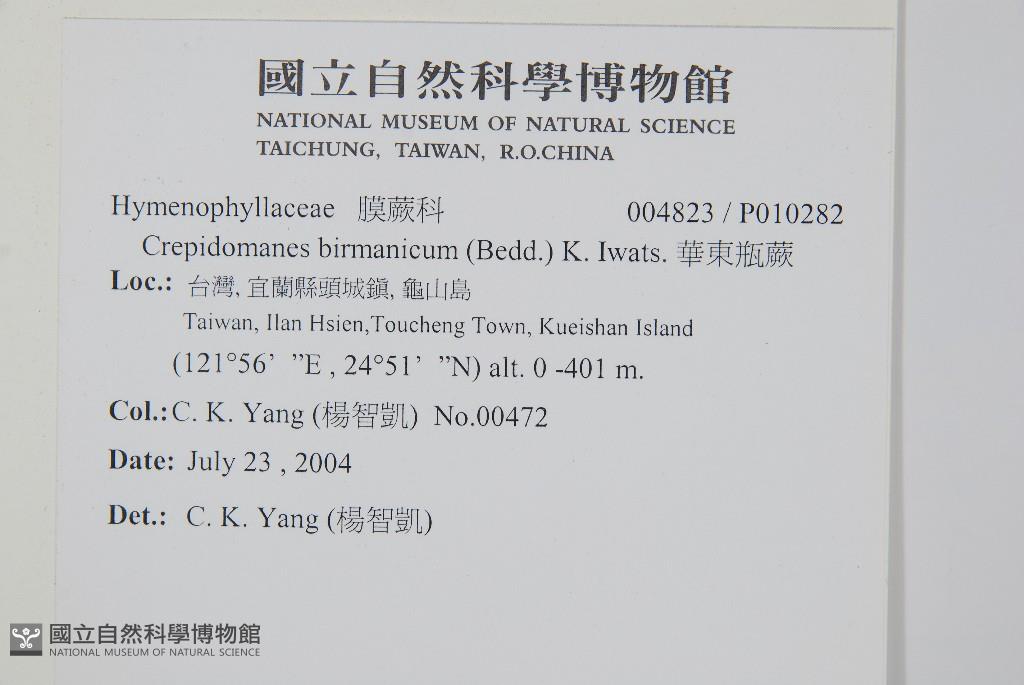 國立自然科學博物館
NATIONAL MUSEUM OF NATURAL SCIENCE
TAICHUNG, TAIWAN, R.O.CHINA
Hymenophyllaceae 膜蕨科 004823 / P010282
Crepidomanes birmanicum (Bedd.) K. Iwats. 華東瓶蕨
Loc.: 台灣, 宜蘭縣頭城鎮, 龜山島
Taiwan, Ilan Hsien,Toucheng Town, Kueishan Island
(121°56’ ”E , 24°51’ ”N) alt. 0 -401 m.
Col.: C. K. Yang (楊智凱) No.00472
Date: July 23 , 2004
Det.: C. K. Yang (楊智凱)
國立自然科學博物館
NATIONAL MUSEUM OF NATURAL SCIENCE